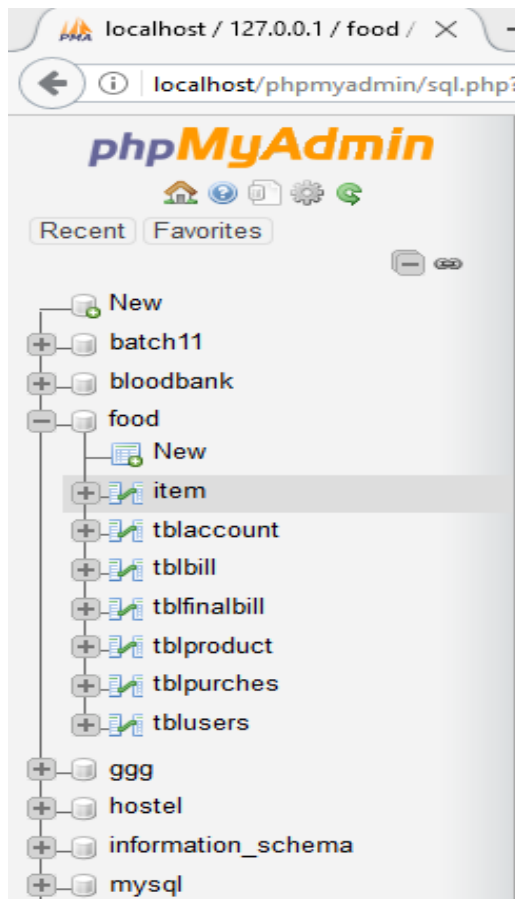 PMA localhost / 127.0.0.1 / food /
localhost/phpmyadmin/sql.php?
phpMyAdmin
Recent Favorites
New
batch11
bloodbank
food
New
item
tblaccount
tblbill
tblfinalbill
tblproduct
tblpurches
tblusers
ggg
hostel
information_schema
mysql